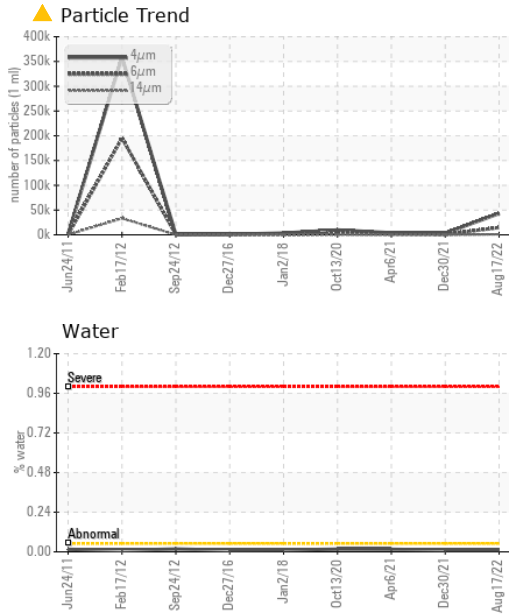 Particle Trend
number of particles (1 ml)
400k
350k
300k
250k
200k
150k
100k
50k
0k
4µm
6µm
14µm
Jun24/11
Feb17/12
Sep24/12
Dec27/16
Jan2/18
Oct13/20
Apr6/21
Dec30/21
Aug17/22
Water
% water
1.20
0.96
0.72
0.48
0.24
0.00
Severe
Abnormal
Jun24/11
Feb17/12
Sep24/12
Dec27/16
Jan2/18
Oct13/20
Apr6/21
Dec30/21
Aug17/22